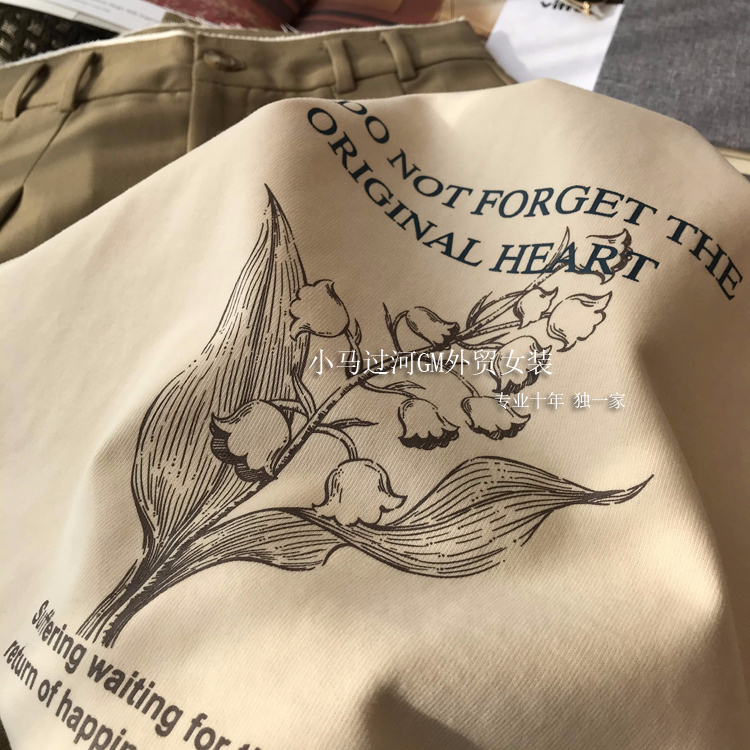 DO NOT FORGET THE
ORIGINAL HEART
小马过河GM外贸女装
专业十年 独一家
Suffering waiting for
return of